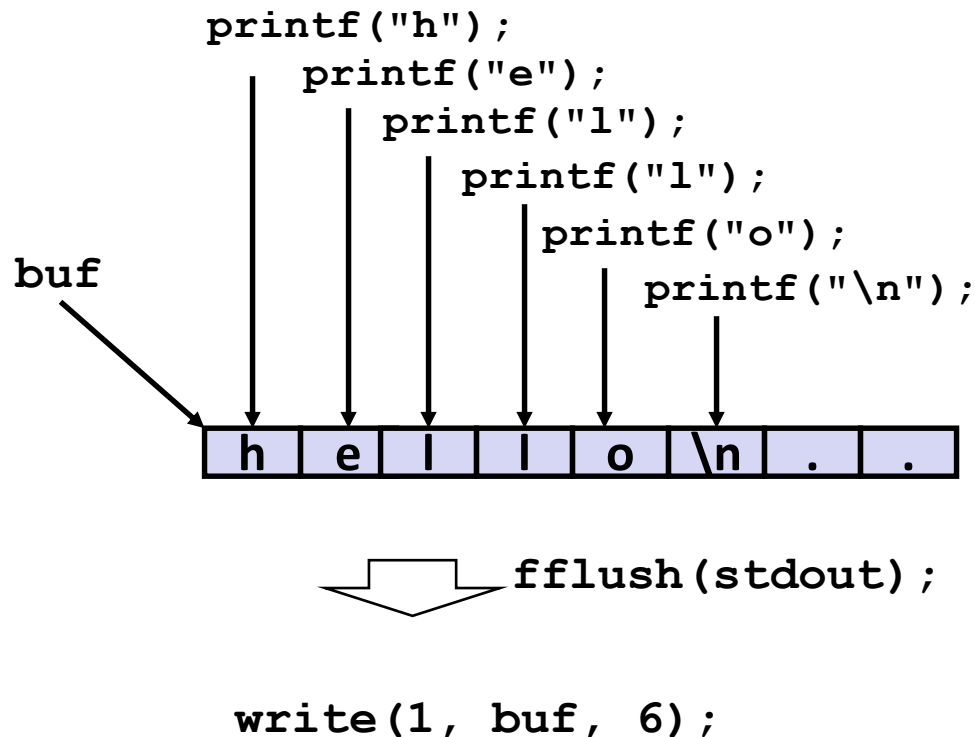 printf("h");
printf("e");
printf("l");
printf("l");
printf("o");
buf
printf("\n");
h e l l o \n . .
fflush(stdout);
write(1, buf, 6);